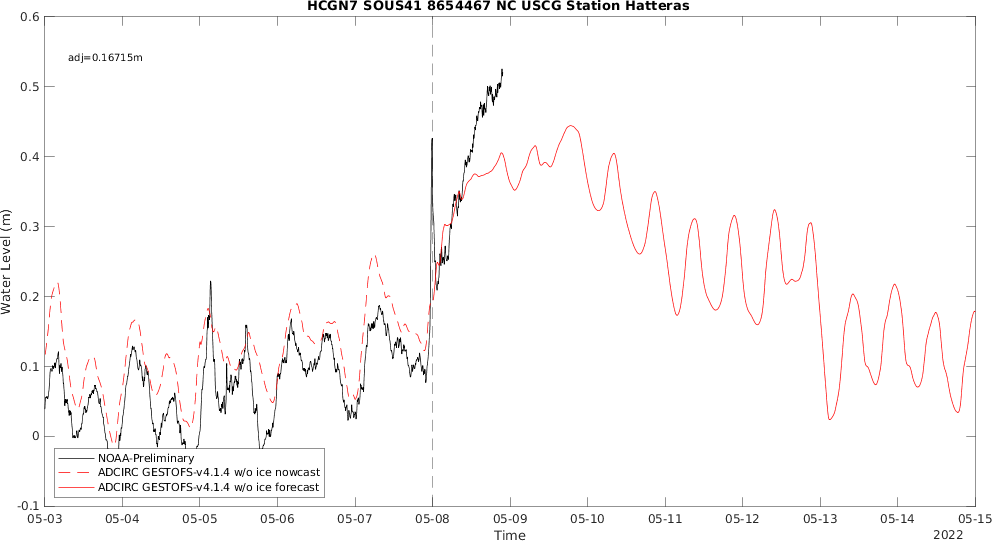 HCGN7 SOUS41 8654467 NC USCG Station Hatteras
adj=0.16715m
Water Level (m)
0.6
0.5
0.4
0.3
0.2
0.1
0
-0.1
NOAA-Preliminary
ADCIRC GESTOFS-v4.1.4 w/o ice nowcast
ADCIRC GESTOFS-v4.1.4 w/o ice forecast
05-03 05-04 05-05 05-06 05-07 05-08 05-09 05-10 05-11 05-12 05-13 05-14 05-15
Time
2022